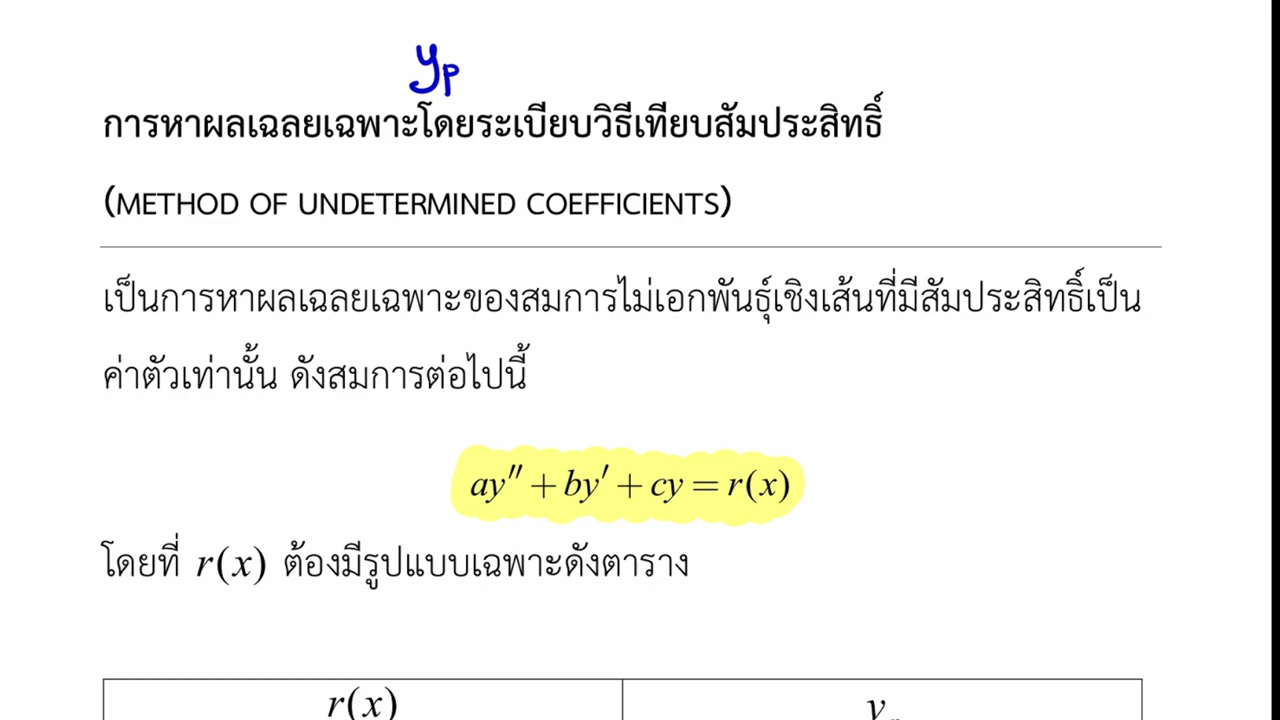 yp
การหาผลเฉลยเฉพาะโดยระเบียบวิธีเทียบสัมประสิทธิ์
(METHOD OF UNDETERMINED COEFFICIENTS)
เป็นการหาผลเฉลยเฉพาะของสมการไม่เอกพันธุ์เชิงเส้นที่มีสัมประสิทธิ์เป็น
ค่าตัวเท่านั้น ดังสมการต่อไปนี้
ay″ + by′ + cy = r(x)
โดยที่ r(x) ต้องมีรูปแบบเฉพาะดังตาราง
r(x) y